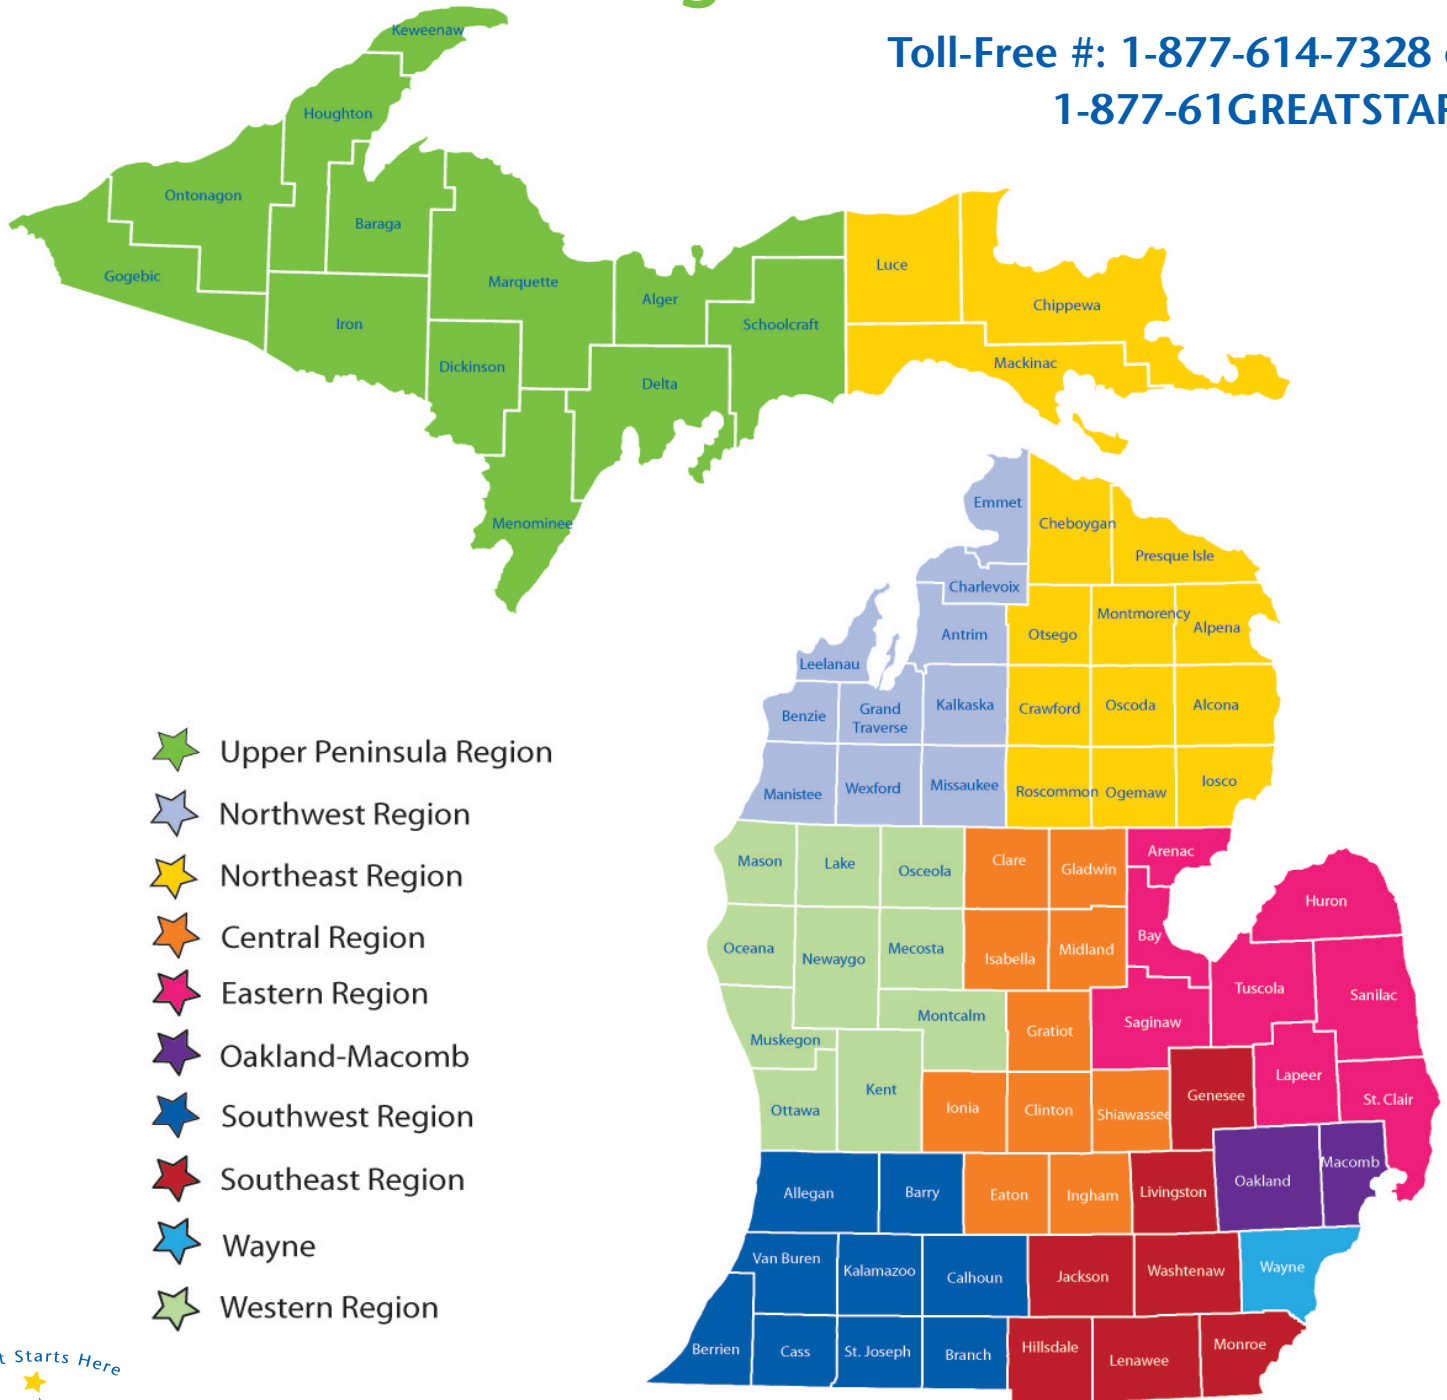 Toll-Free #: 1-877-614-7328
Keweenaw
Houghton
Ontonagon
Baraga
Gogebic
Marquette
Iron
Alger
Schoolcraft
Dickinson
Delta
Menominee
Luce
Chippewa
Mackinac
Emmet
Cheboygan
Presque Isle
Charlevoix
Antrim
Otsego
Montmorency
Alpena
Leelanau
Benzie
Grand
Traverse
Kalkaska
Crawford
Oscoda
Alcona
Manistee
Wexford
Missaukee
Roscommon
Ogemaw
Iosco
Mason
Lake
Osceola
Clare
Gladwin
Arenac
Huron
Oceana
Newaygo
Mecosta
Isabella
Midland
Bay
Tuscola
Sanilac
Muskegon
Montcalm
Gratiot
Saginaw
Ottawa
Kent
Ionia
Clinton
Shiawassee
Genesee
Lapeer
St. Clair
Allegan
Barry
Eaton
Ingham
Livingston
Oakland
Macomb
Van Buren
Kalamazoo
Calhoun
Jackson
Washtenaw
Wayne
Berrien
Cass
St. Joseph
Branch
Hillsdale
Lenawee
Monroe
Upper Peninsula Region
Northwest Region
Northeast Region
Central Region
Eastern Region
Oakland-Macomb
Southwest Region
Southeast Region
Wayne
Western Region
Starts Here